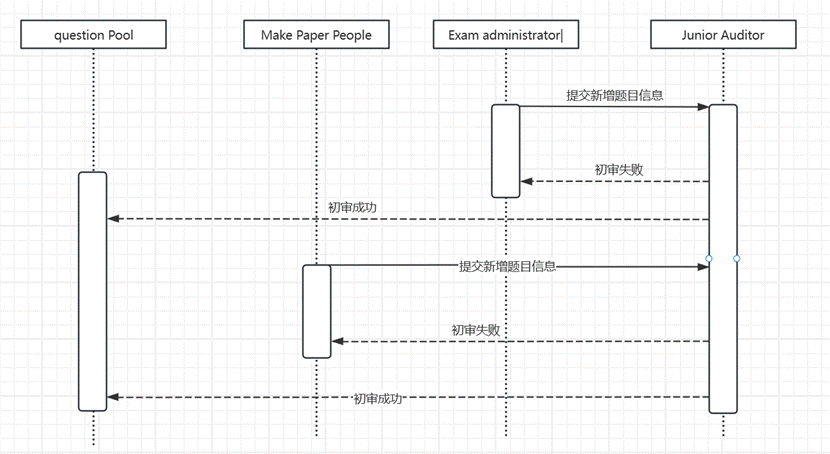 question Pool
Make Paper People
Exam administrator
Junior Auditor
提交新增题目信息
初审失败
初审成功
提交新增题目信息
初审失败
初审成功